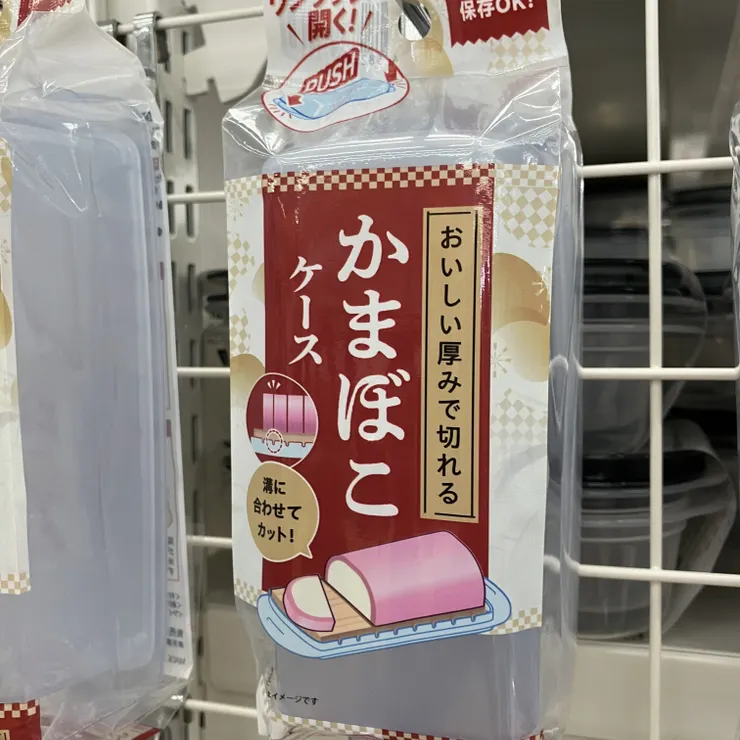 開く!
PUSH
保存OK!
おいしい厚みで切れる
かまぼこ
ケース
溝に
合わせて
カット!
イメージです